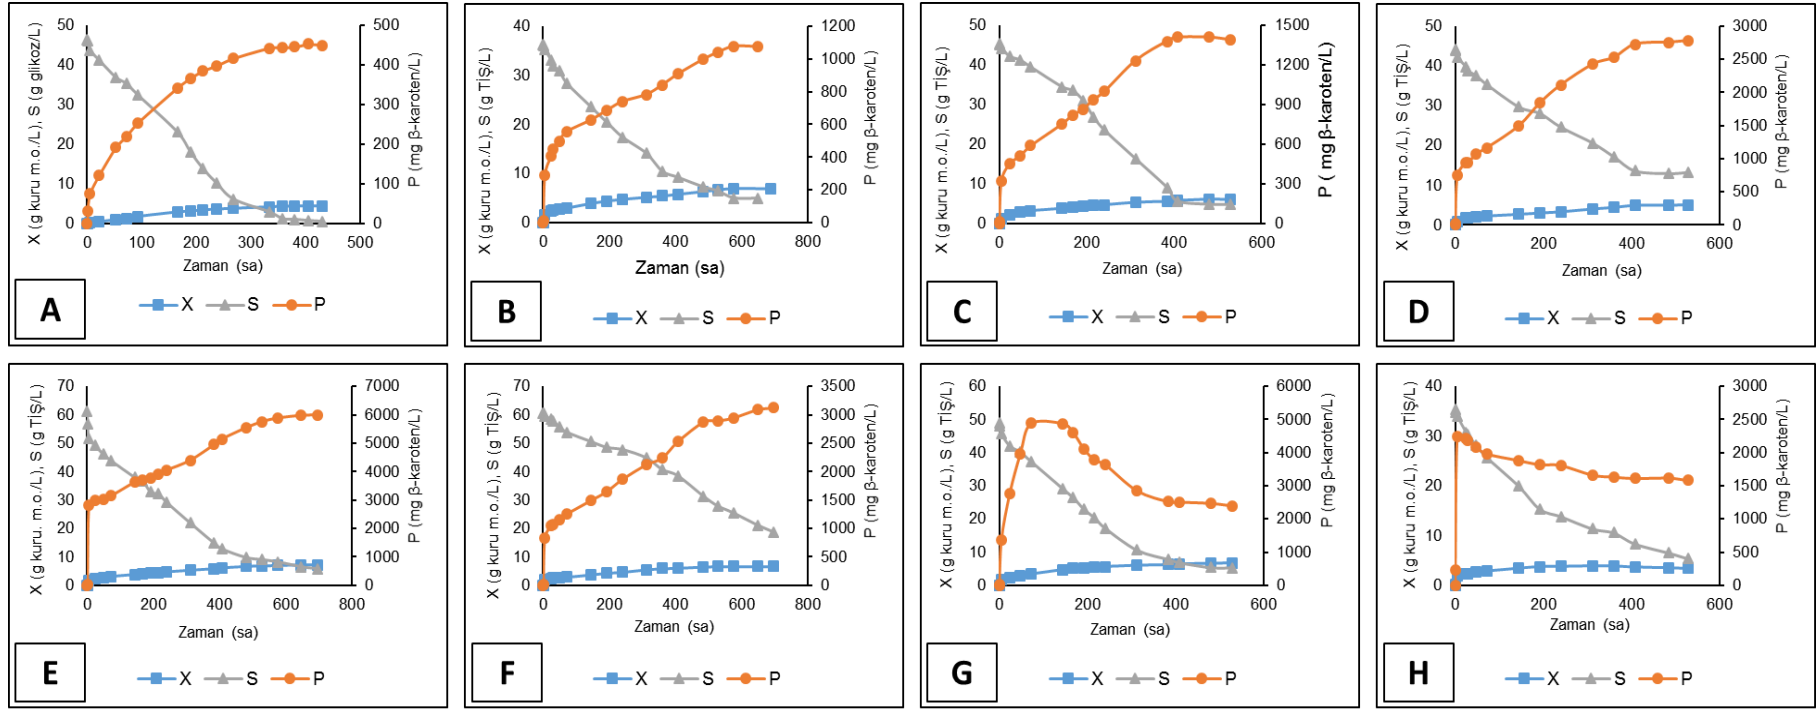 X (g kuru m.o./L), S (g glikoz/L)
50
40
30
20
10
0
500
400
300
200
100
0
P (mg β-karoten/L)
0
100
200
300
400
500
Zaman (sa)
A
X
S
P
X (g kuru m.o./L), S (g TİŞ/L)
40
30
20
10
0
1200
1000
800
600
400
200
0
P (mg β-karoten/L)
0
200
400
600
800
Zaman (sa)
B
X
S
P
X (g kuru m.o./L), S (g TİŞ/L)
50
40
30
20
10
0
1500
1200
900
600
300
0
P (mg β-karoten/L)
0
200
400
600
Zaman (sa)
C
X
S
P
X (g kuru m.o./L), S (g TİŞ/L)
50
40
30
20
10
0
3000
2500
2000
1500
1000
500
0
P (mg β-karoten/L)
0
200
400
600
Zaman (sa)
D
X
S
P
X (g kuru. m.o./L), S (g TİŞ/L)
70
60
50
40
30
20
10
0
7000
6000
5000
4000
3000
2000
1000
0
P (mg β-karoten/L)
0
200
400
600
800
Zaman (sa)
E
X
S
P
X (g kuru m.o./L), S (g TİŞ/L)
70
60
50
40
30
20
10
0
3500
3000
2500
2000
1500
1000
500
0
P (mg β-karoten/L)
0
200
400
600
800
Zaman (sa)
F
X
S
P
X (g kuru m.o./L), S (g TİŞ/L)
60
50
40
30
20
10
0
6000
5000
4000
3000
2000
1000
0
P (mg β-karoten/L)
0
200
400
600
Zaman (sa)
G
X
S
P
X (g kuru m.o./L), S (g TİŞ/L)
40
30
20
10
0
3000
2500
2000
1500
1000
500
0
P (mg β-karoten/L)
0
200
400
600
Zaman (sa)
H
X
S
P